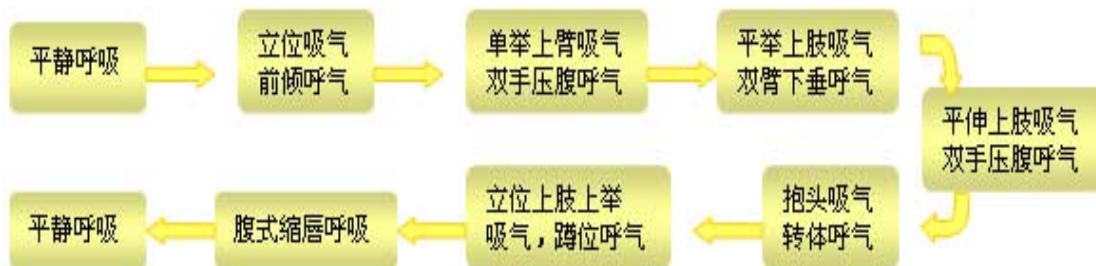 平静呼吸
立位吸气
前倾呼气
单举上臂吸气
双手压腹呼气
平举上肢吸气
双臂下垂呼气
平伸上肢吸气
双手压腹呼气
抱头吸气
转体呼气
立位上肢上举
吸气，蹲位呼气
腹式缩唇呼吸
平静呼吸